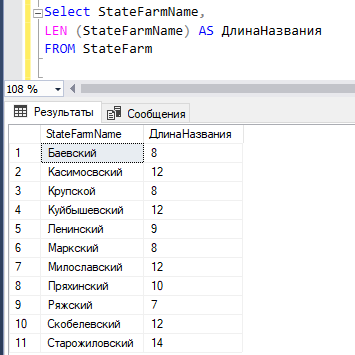 Select StateFarmName,
LEN (StateFarmName) AS ДлинаНазвания
FROM StateFarm
108 %
Результаты Сообщения
StateFarmName ДлинаНазвания
1 Баевский 8
2 Касимосвский 12
3 Крупской 8
4 Куйбышевский 12
5 Ленинский 9
6 Маркский 8
7 Милославский 12
8 Пряхинский 10
9 Ряжский 7
10 Скобелевский 12
11 Старожиловский 14